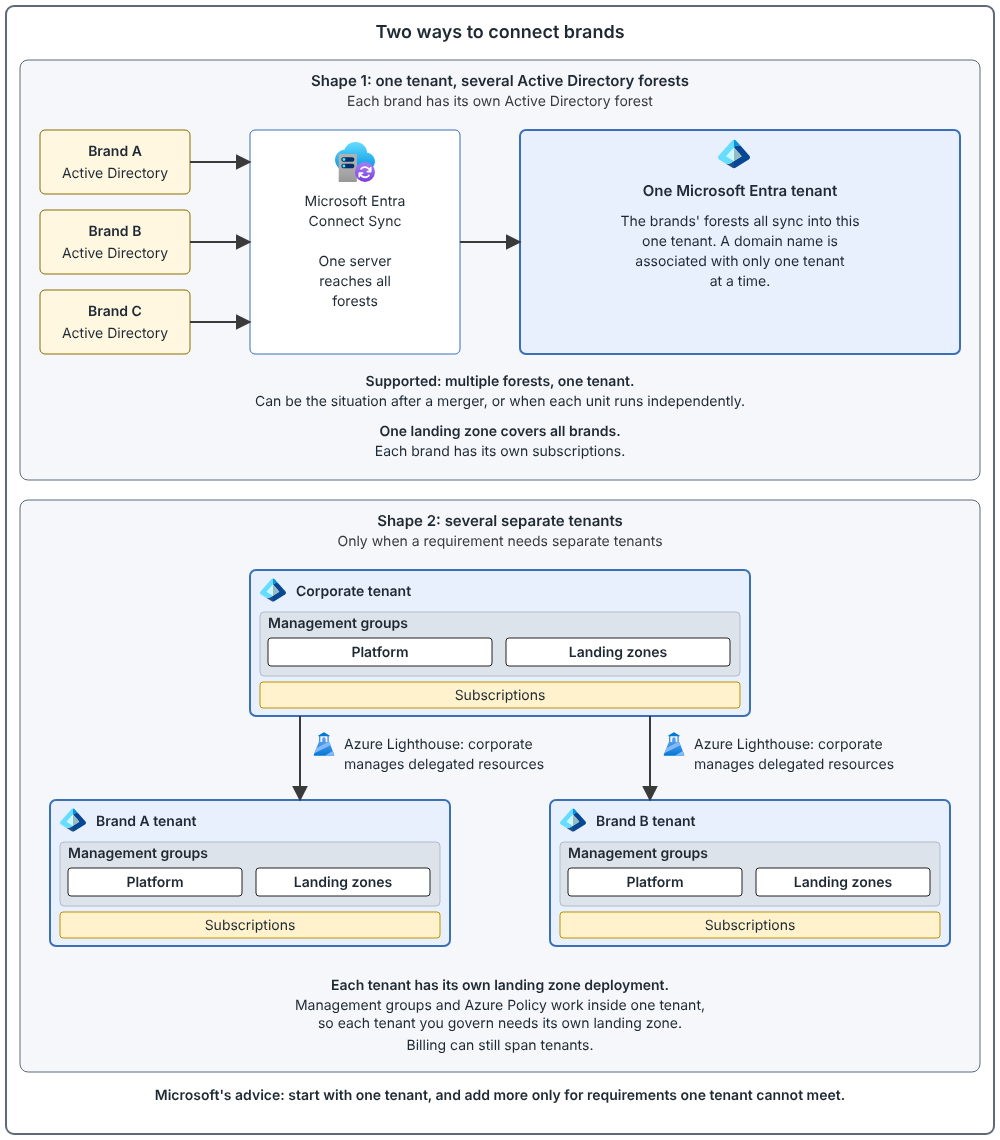 Two ways to connect brands
Shape 1: one tenant, several Active Directory forests
Each brand has its own Active Directory forest
Brand A
Active Directory
Brand B
Active Directory
Brand C
Active Directory
Microsoft Entra
Connect Sync
One server
reaches all
forests
One Microsoft Entra tenant
The brands' forests all sync into this
one tenant. A domain name is
associated with only one tenant
at a time.
Supported: multiple forests, one tenant.
Can be the situation after a merger, or when each unit runs independently.
One landing zone covers all brands.
Each brand has its own subscriptions.
Shape 2: several separate tenants
Only when a requirement needs separate tenants
Corporate tenant
Management groups
Platform
Landing zones
Subscriptions
Azure Lighthouse: corporate
manages delegated resources
Azure Lighthouse: corporate
manages delegated resources
Brand A tenant
Management groups
Platform
Landing zones
Subscriptions
Brand B tenant
Management groups
Platform
Landing zones
Subscriptions
Each tenant has its own landing zone deployment.
Management groups and Azure Policy work inside one tenant,
so each tenant you govern needs its own landing zone.
Billing can still span tenants.
Microsoft's advice: start with one tenant, and add more only for requirements one tenant cannot meet.